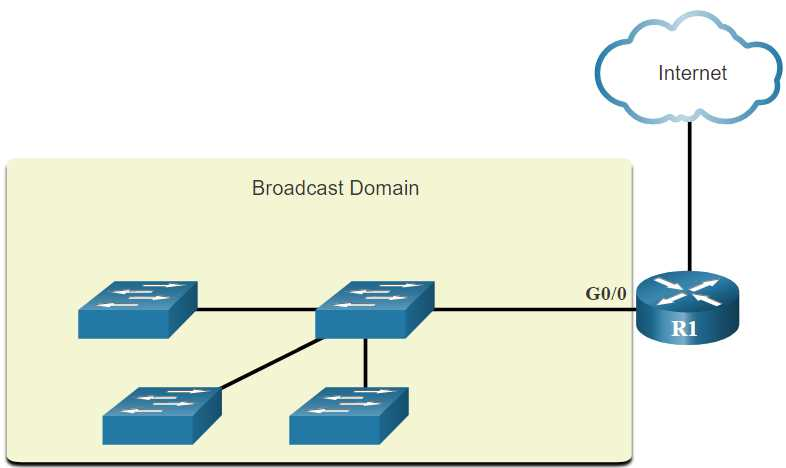 Internet
Broadcast Domain
G0/0
R1